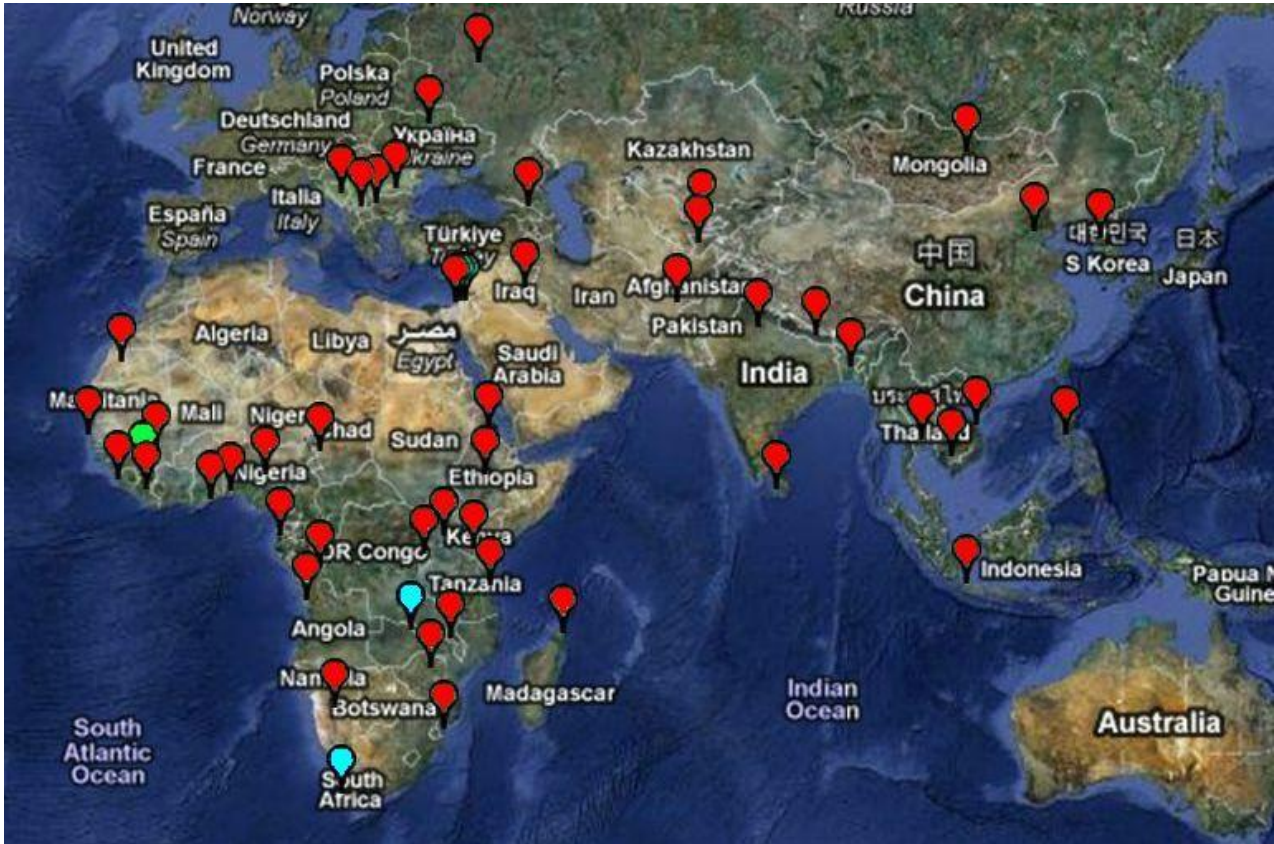 Norway
Russia
United
Kingdom
Polska
Poland
Deutschland
Germany
Україна
Ukraine
France
Kazakhstan
Mongolia
Italia
Italy
España
Spain
Türkiye
대한민국
S Korea
日本
Japan
中国
China
Iraq
Iran
Afghanistan
Pakistan
Algeria
Libya
مصر
Egypt
Saudi
Arabia
India
Mali
Niger
Chad
Sudan
Thailand
Nigeria
Ethiopia
Kenya
DR Congo
Tanzania
Indonesia
Papua N
Guine
Angola
Namibia
Botswana
Madagascar
Indian
Ocean
South
Atlantic
Ocean
Australia
South
Africa